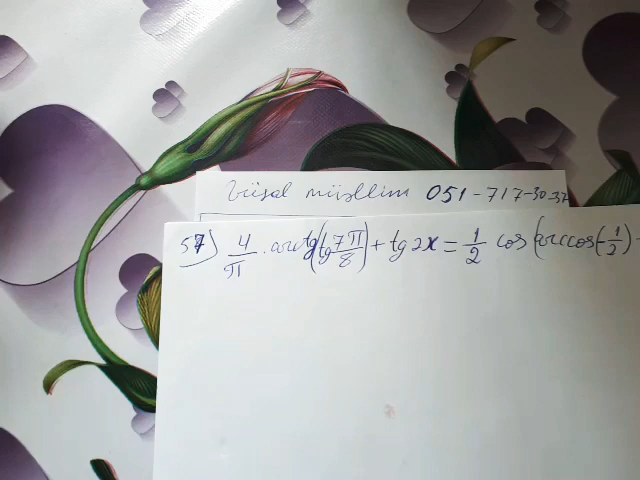 Vüsal müəllim 051-717-30-37
57) 4/π · arctg(tg 7π/8) + tg 2x = 1/2 cos(arccos(-1/2) -